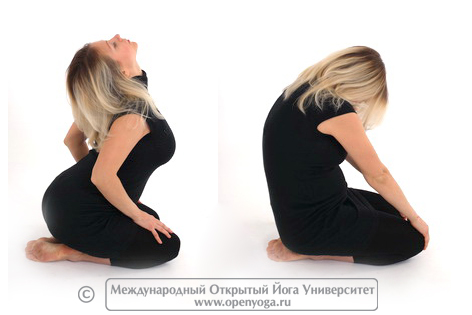 © Международный Открытый Йога Университет
www.openyoga.ru